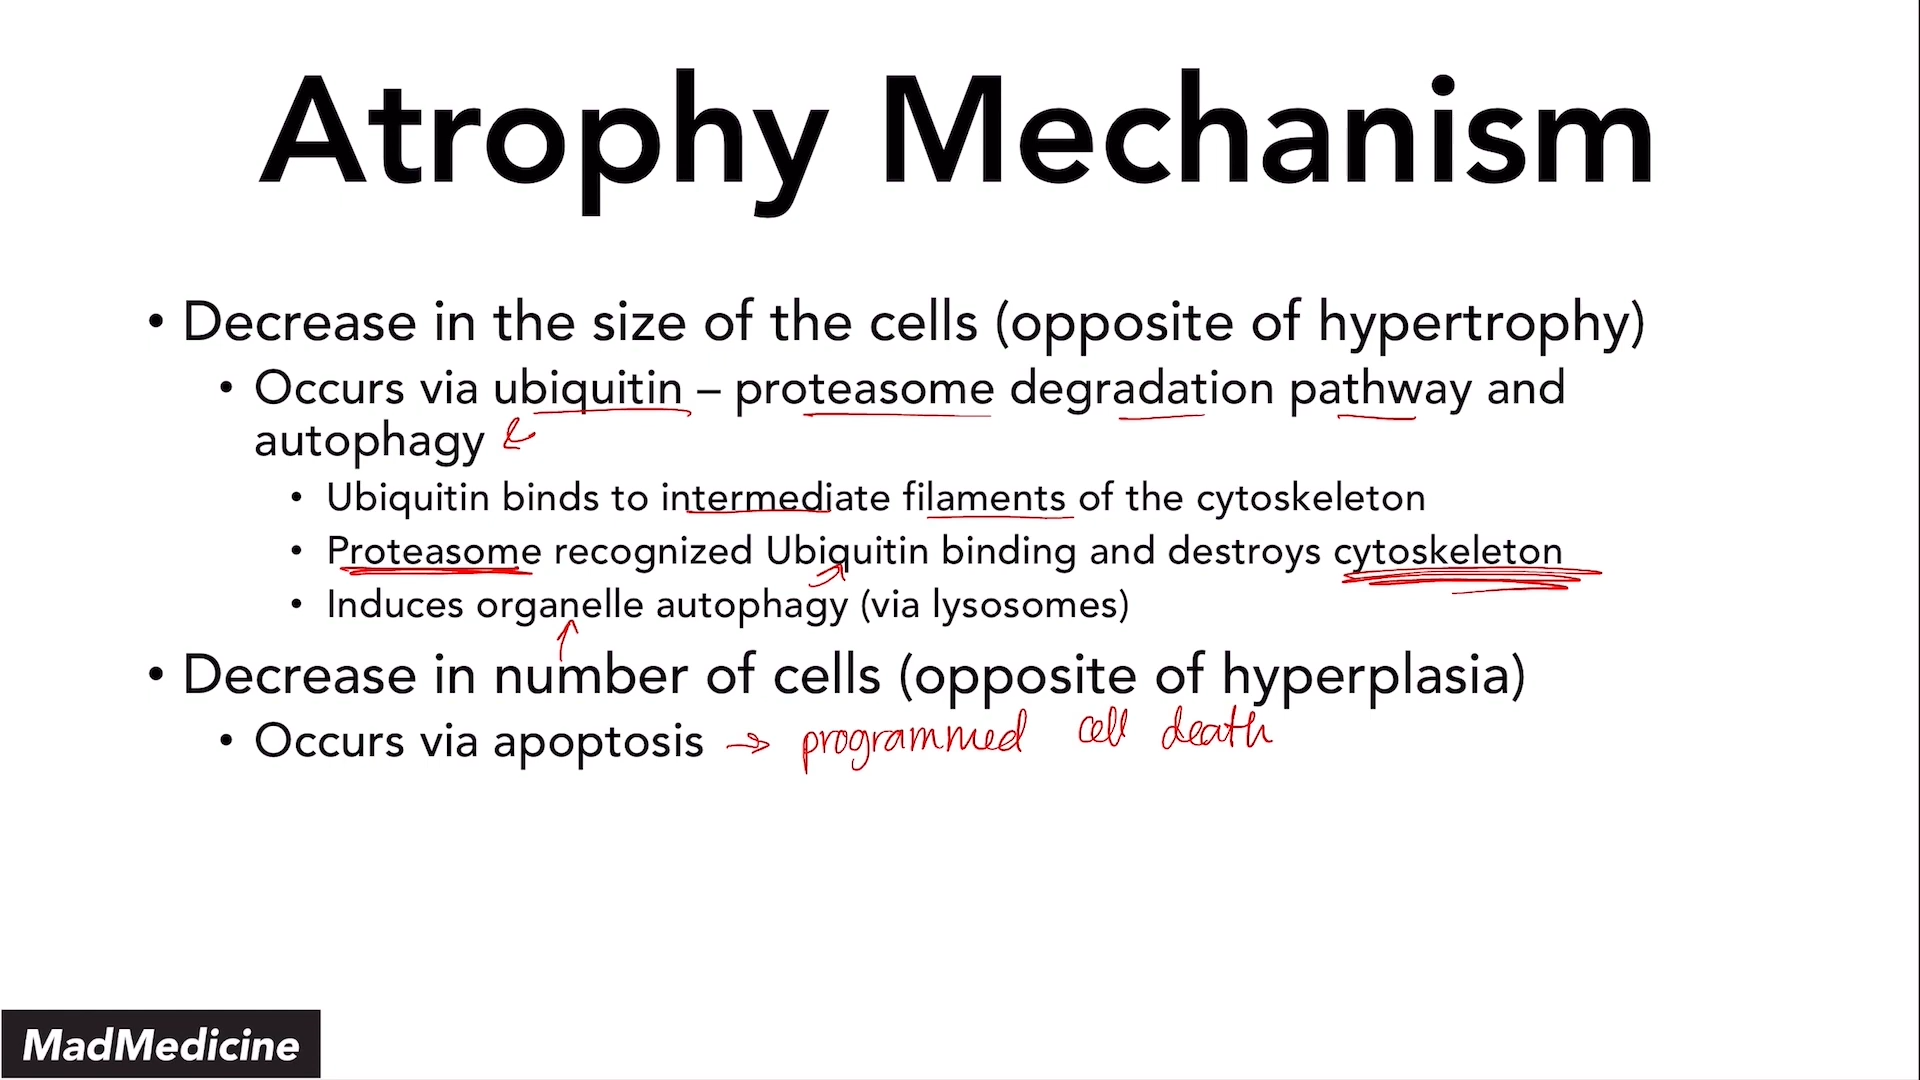 Atrophy Mechanism
• Decrease in the size of the cells (opposite of hypertrophy)
• Occurs via ubiquitin – proteasome degradation pathway and
autophagy
• Ubiquitin binds to intermediate filaments of the cytoskeleton
• Proteasome recognized Ubiquitin binding and destroys cytoskeleton
• Induces organelle autophagy (via lysosomes)
• Decrease in number of cells (opposite of hyperplasia)
• Occurs via apoptosis → programmed cell death
MadMedicine